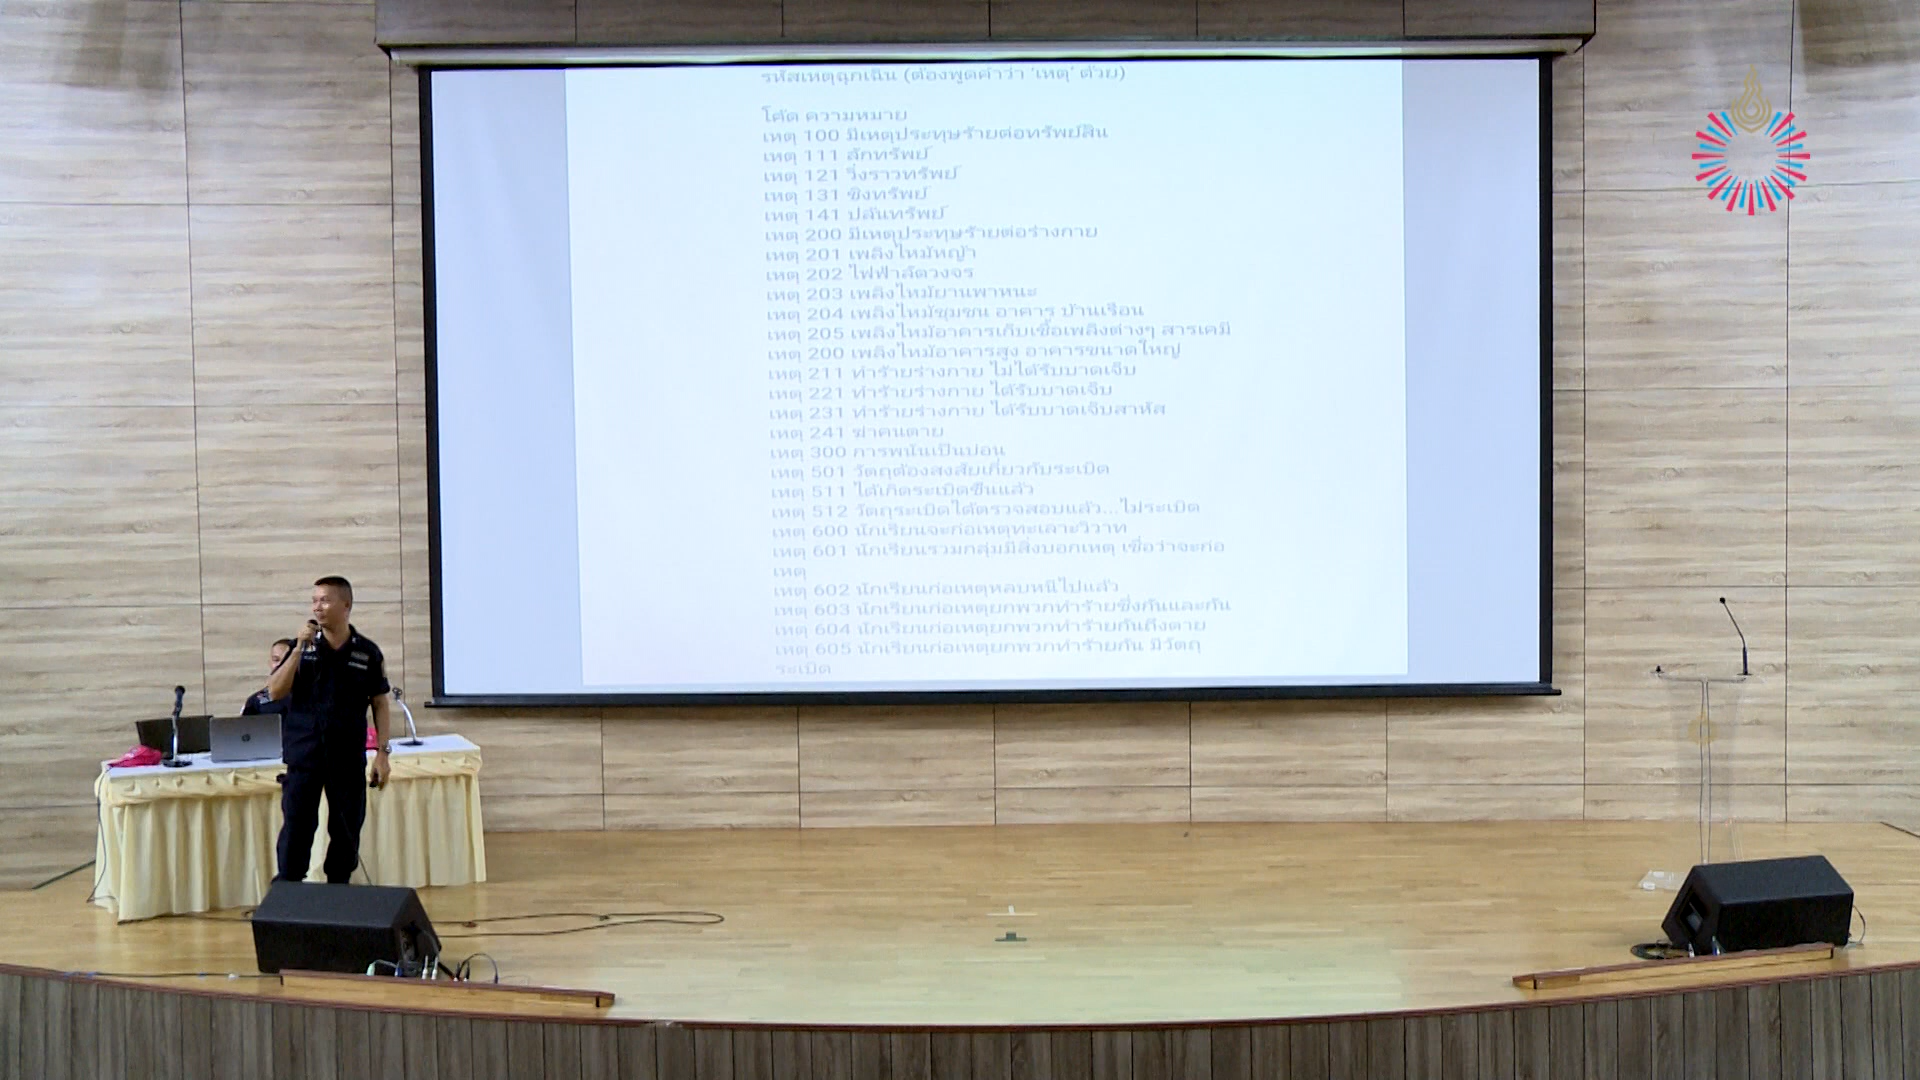 รหัสเหตุฉุกเฉิน (ต้องพูดคำว่า 'เหตุ' ด้วย)
โค้ด ความหมาย
เหตุ 100 มีเหตุประทุษร้ายต่อทรัพย์สิน
เหตุ 111 ลักทรัพย์
เหตุ 121 วิ่งราวทรัพย์
เหตุ 131 ชิงทรัพย์
เหตุ 141 ปล้นทรัพย์
เหตุ 200 มีเหตุประทุษร้ายต่อร่างกาย
เหตุ 201 เพลิงไหม้หญ้า
เหตุ 202 ไฟฟ้าลัดวงจร
เหตุ 203 เพลิงไหม้ยานพาหนะ
เหตุ 204 เพลิงไหม้ชุมชน อาคาร บ้านเรือน
เหตุ 205 เพลิงไหม้อาคารเก็บเชื้อเพลิงต่างๆ สารเคมี
เหตุ 200 เพลิงไหม้อาคารสูง อาคารขนาดใหญ่
เหตุ 211 ทำร้ายร่างกาย ไม่ได้รับบาดเจ็บ
เหตุ 221 ทำร้ายร่างกาย ได้รับบาดเจ็บ
เหตุ 231 ทำร้ายร่างกาย ได้รับบาดเจ็บสาหัส
เหตุ 241 ฆ่าคนตาย
เหตุ 300 การพนันเป็นบ่อน
เหตุ 501 วัตถุต้องสงสัยเกี่ยวกับระเบิด
เหตุ 511 ได้เกิดระเบิดขึ้นแล้ว
เหตุ 512 วัตถุระเบิดได้ตรวจสอบแล้ว...ไม่ระเบิด
เหตุ 600 นักเรียนจะก่อเหตุทะเลาะวิวาท
เหตุ 601 นักเรียนรวมกลุ่มมีสิ่งบอกเหตุ เชื่อว่าจะก่อ
เหตุ
เหตุ 602 นักเรียนก่อเหตุหลบหนีไปแล้ว
เหตุ 603 นักเรียนก่อเหตุยกพวกทำร้ายซึ่งกันและกัน
เหตุ 604 นักเรียนก่อเหตุยกพวกทำร้ายกันถึงตาย
เหตุ 605 นักเรียนก่อเหตุยกพวกทำร้ายกัน มีวัตถุ
ระเบิด